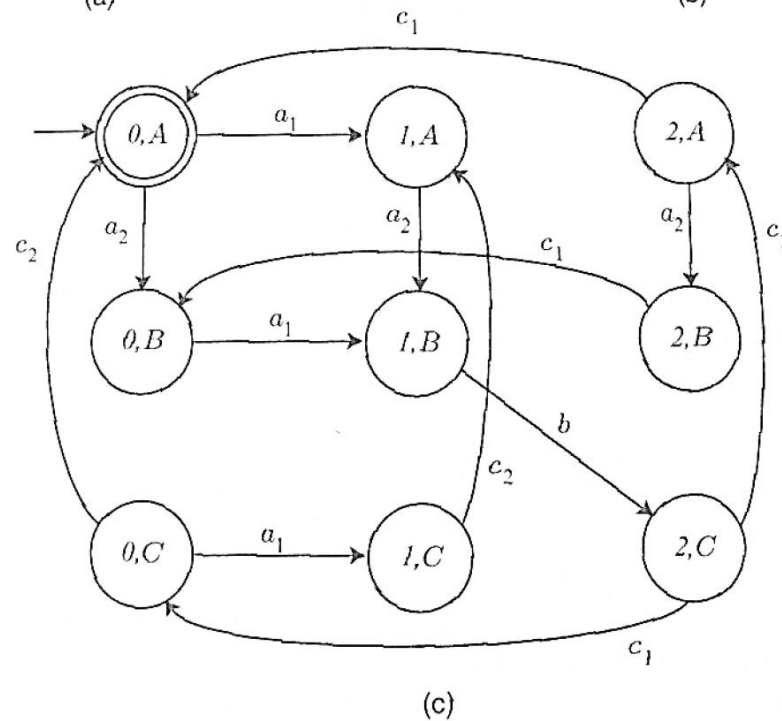 (a) (b)
c₁
0,A a₁ 1,A 2,A
a₂ a₂ a₂
c₂ c₁ c
0,B a₁ 1,B 2,B
b
c₂
0,C a₁ 1,C 2,C
c₁
(c)